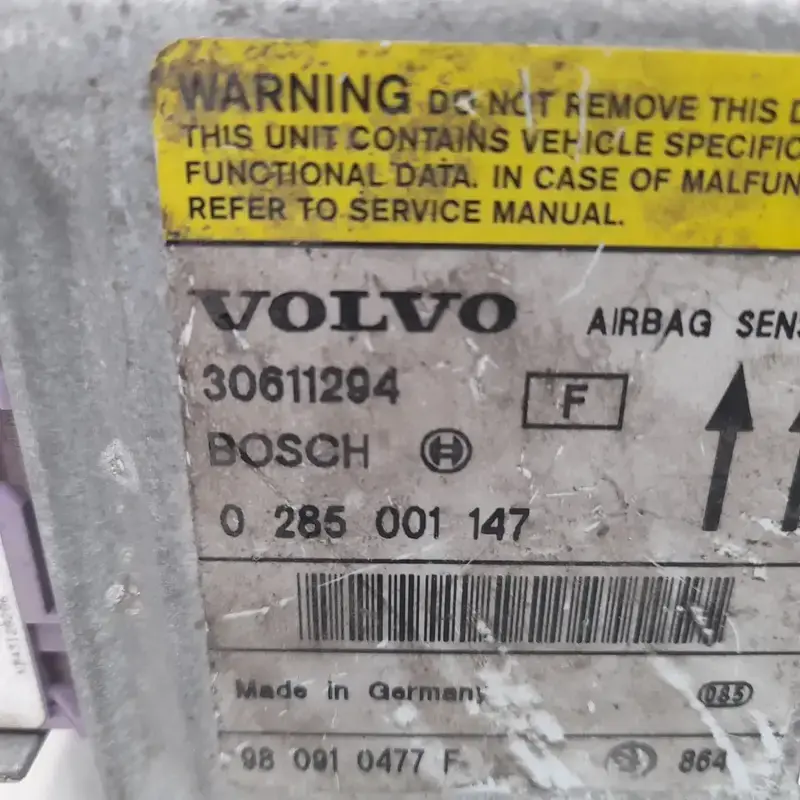 WARNING DO NOT REMOVE THIS D
THIS UNIT CONTAINS VEHICLE SPECIFIC
FUNCTIONAL DATA. IN CASE OF MALFUN
REFER TO SERVICE MANUAL.
VOLVO AIRBAG SENS
30611294 F
BOSCH
0 285 001 147
Made in Germany 085
98 091 0477 F 864